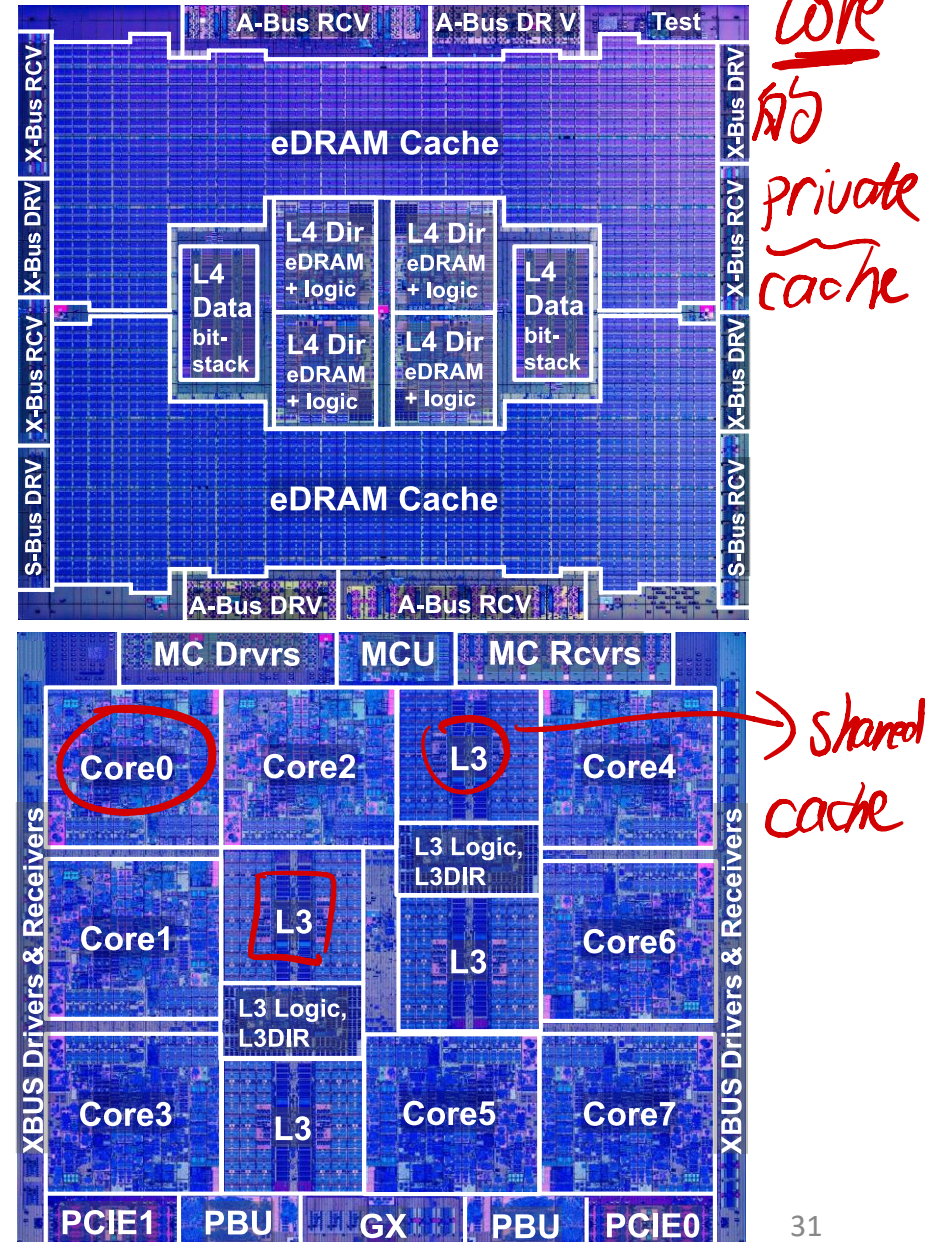 A-Bus RCV
A-Bus DR V
Test
core
的
private
cache
X-Bus RCV
X-Bus DRV
X-Bus RCV
S-Bus DRV
X-Bus DRV
X-Bus RCV
X-Bus DRV
S-Bus RCV
eDRAM Cache
L4 Dir
eDRAM
+ logic
L4 Dir
eDRAM
+ logic
L4
Data
bit-
stack
L4
Data
bit-
stack
L4 Dir
eDRAM
+ logic
L4 Dir
eDRAM
+ logic
eDRAM Cache
A-Bus DRV
A-Bus RCV
MC Drvrs
MCU
MC Rcvrs
Core0
Core2
L3
Core4
shared
cache
L3 Logic,
L3DIR
Core1
L3
L3
Core6
L3 Logic,
L3DIR
Core3
L3
Core5
Core7
XBUS Drivers & Receivers
XBUS Drivers & Receivers
PCIE1
PBU
GX
PBU
PCIE0
31